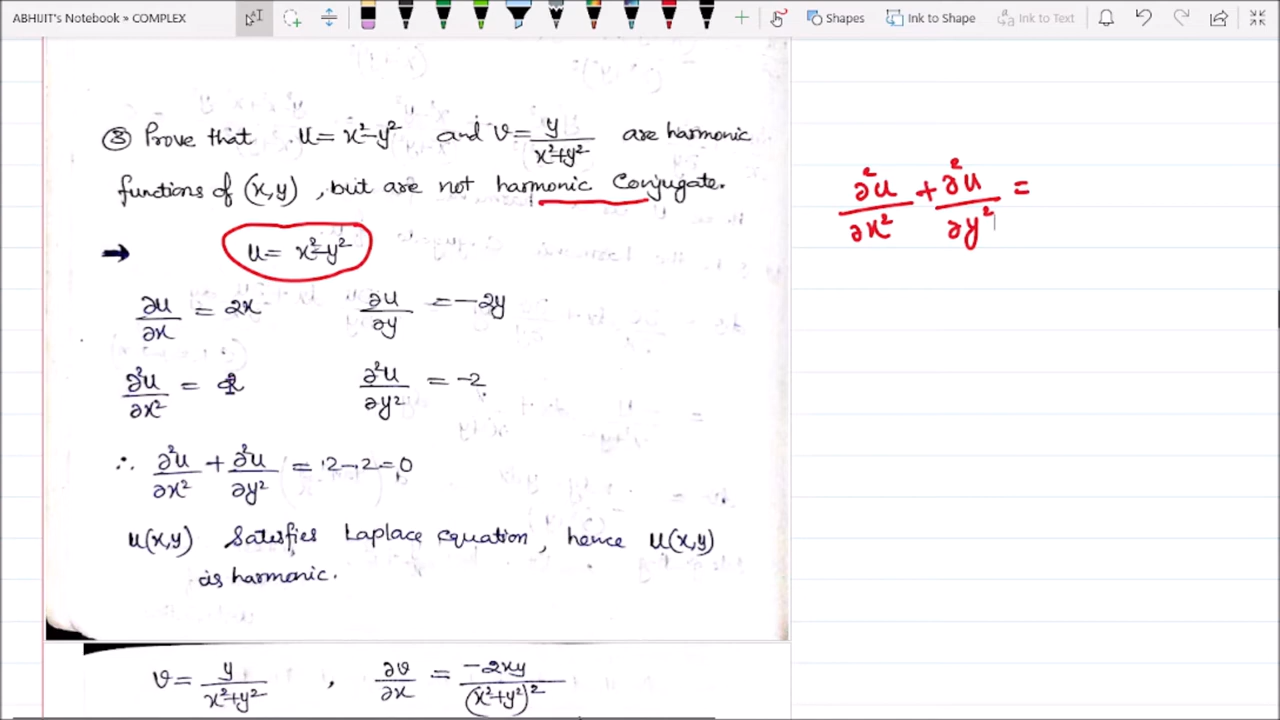 ABHIJIT's Notebook » COMPLEX
Shapes Ink to Shape Ink to Text
③ Prove that u = x²-y² and v = y/(x²+y²) are harmonic
functions of (x,y), but are not harmonic Conjugate.
→ u = x²-y²
∂u/∂x = 2x ∂u/∂y = -2y
∂²u/∂x² = 2 ∂²u/∂y² = -2
∴ ∂²u/∂x² + ∂²u/∂y² = 2-2=0
u(x,y) Satisfies Laplace equation, hence u(x,y)
is harmonic.
v = y/(x²+y²) , ∂v/∂x = -2xy/(x²+y²)²
∂²u/∂x² + ∂²u/∂y² =